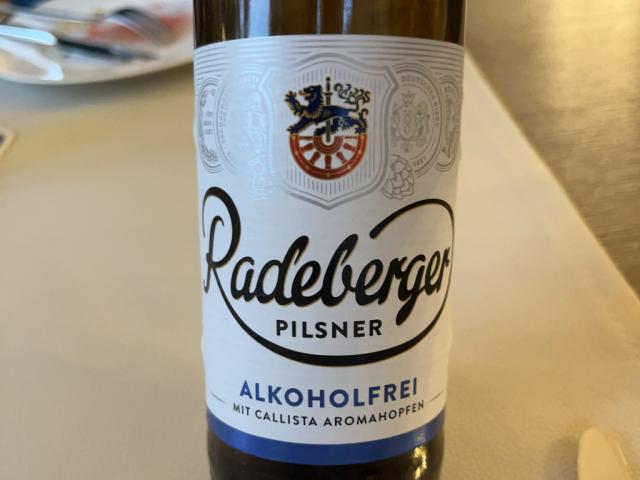 Radeberger
PILSNER
ALKOHOLFREI
MIT CALLISTA AROMAHOPFEN